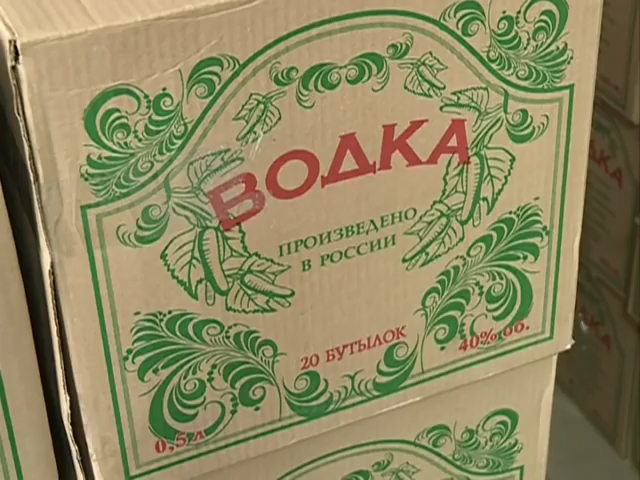 ВОДКА
ПРОИЗВЕДЕНО
В РОССИИ
20 БУТЫЛОК
40% об.
0,5 л